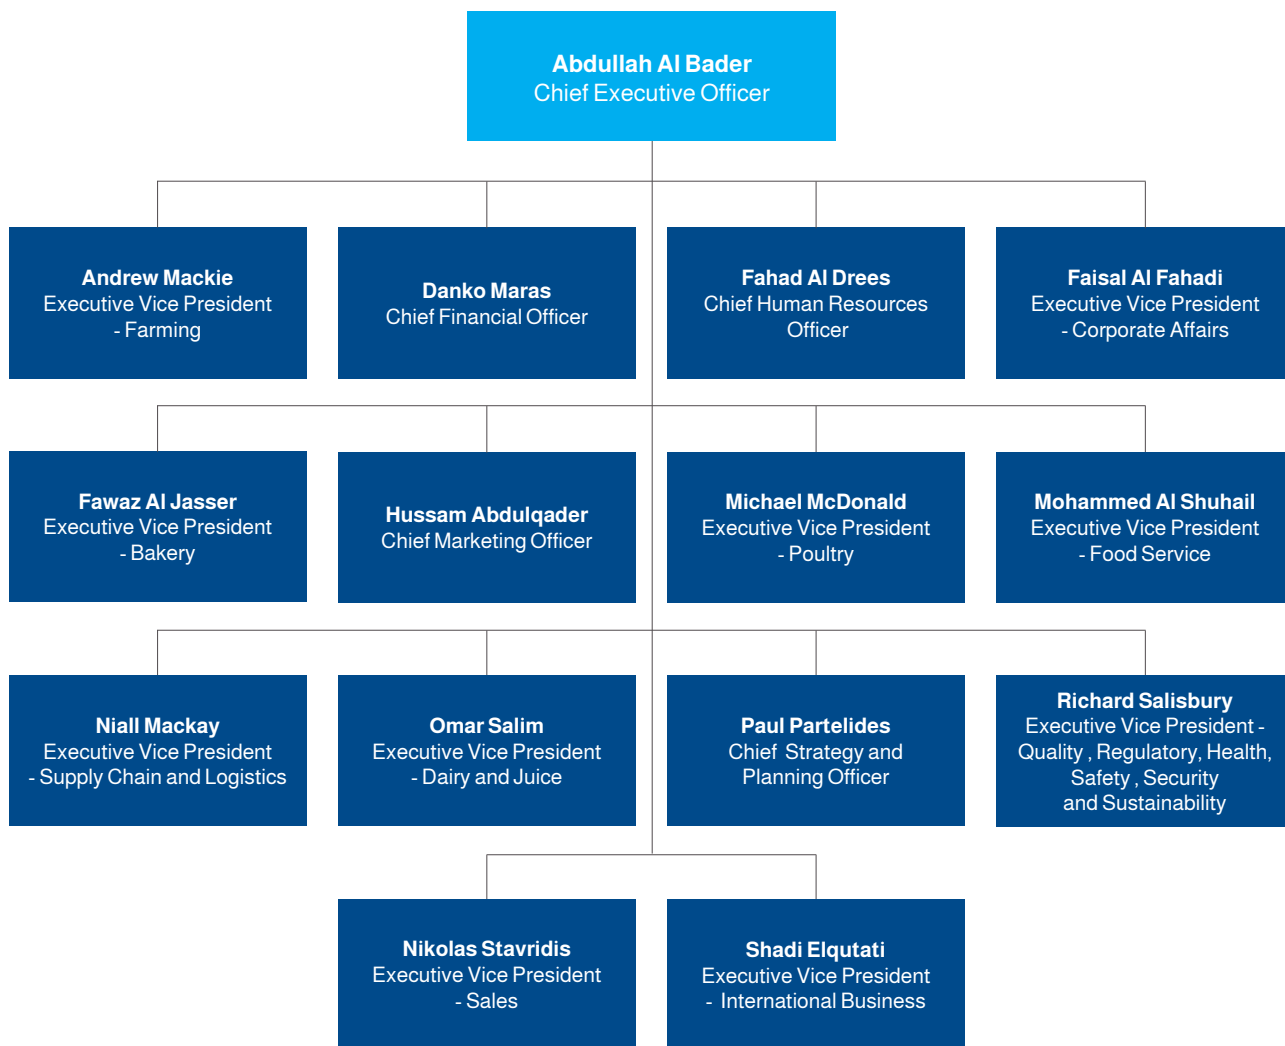 Abdullah Al Bader
Chief Executive Officer
Andrew Mackie
Executive Vice President
- Farming
Danko Maras
Chief Financial Officer
Fahad Al Drees
Chief Human Resources
Officer
Faisal Al Fahadi
Executive Vice President
- Corporate Affairs
Fawaz Al Jasser
Executive Vice President
- Bakery
Hussam Abdulqader
Chief Marketing Officer
Michael McDonald
Executive Vice President
- Poultry
Mohammed Al Shuhail
Executive Vice President
- Food Service
Niall Mackay
Executive Vice President
- Supply Chain and Logistics
Omar Salim
Executive Vice President
- Dairy and Juice
Paul Partelides
Chief Strategy and
Planning Officer
Richard Salisbury
Executive Vice President -
Quality , Regulatory, Health,
Safety , Security
and Sustainability
Nikolas Stavridis
Executive Vice President
- Sales
Shadi Elqutati
Executive Vice President
- International Business